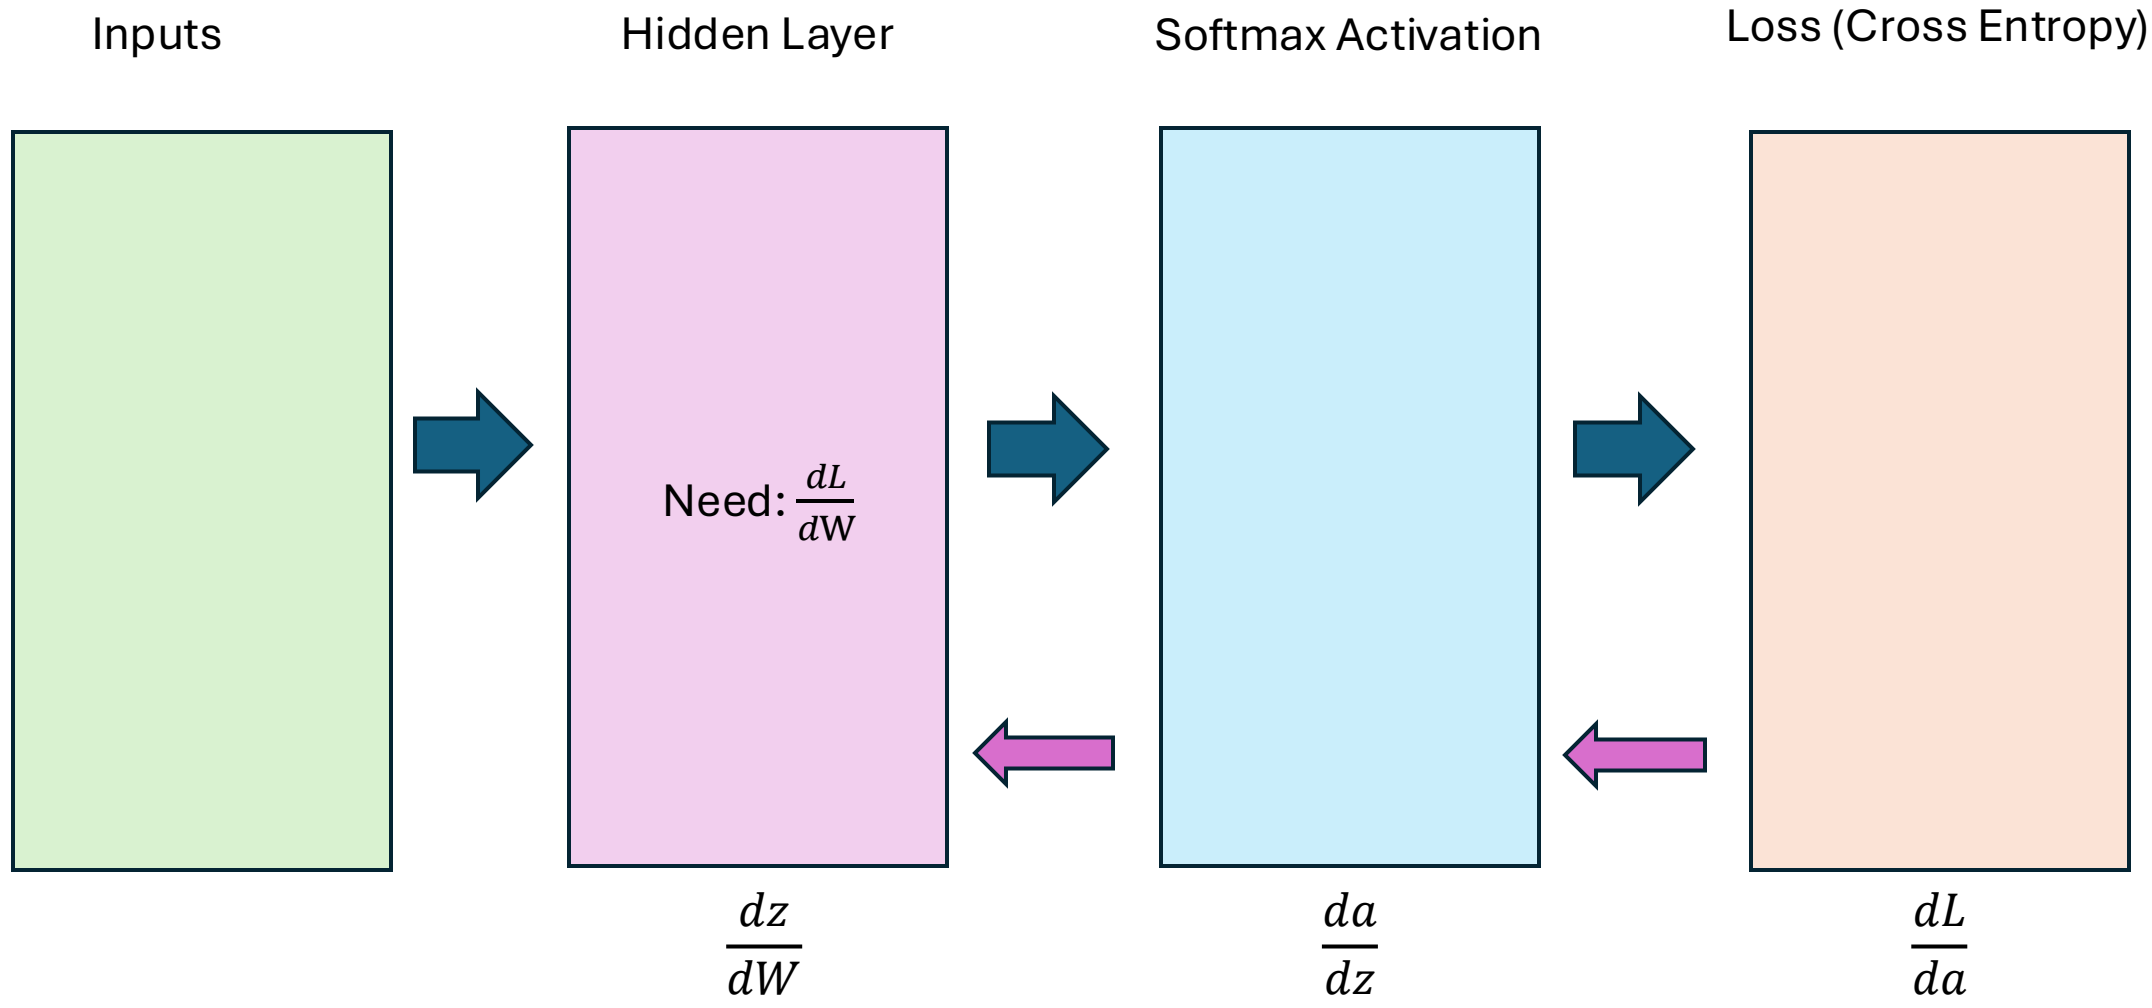 Inputs
Hidden Layer
Softmax Activation
Loss (Cross Entropy)
Need: dL/dW
dz/dW
da/dz
dL/da